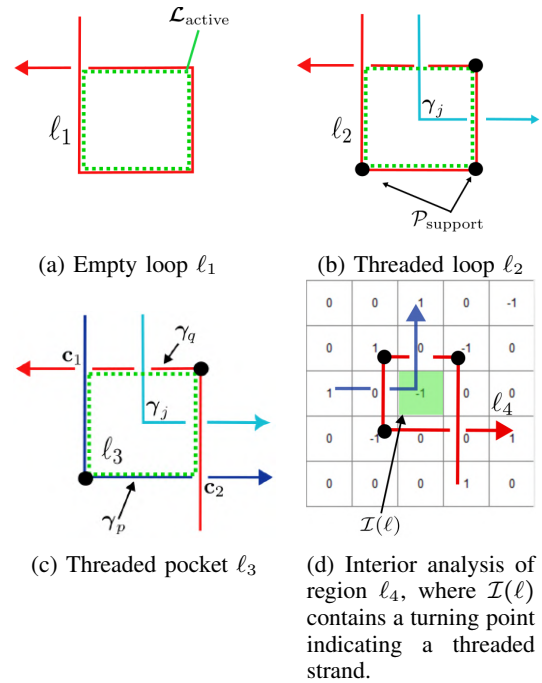 𝓛active
ℓ1
(a) Empty loop ℓ1
γj
ℓ2
𝒫support
(b) Threaded loop ℓ2
γq
c1
γj
ℓ3
c2
γp
(c) Threaded pocket ℓ3
0 0 1 0 -1
0 1 0 -1 0
1 0 -1 0 0
ℓ4
0 -1 0 0 1
0 0 0 0 0
ℐ(ℓ)
(d) Interior analysis of
region ℓ4, where ℐ(ℓ)
contains a turning point
indicating a threaded
strand.